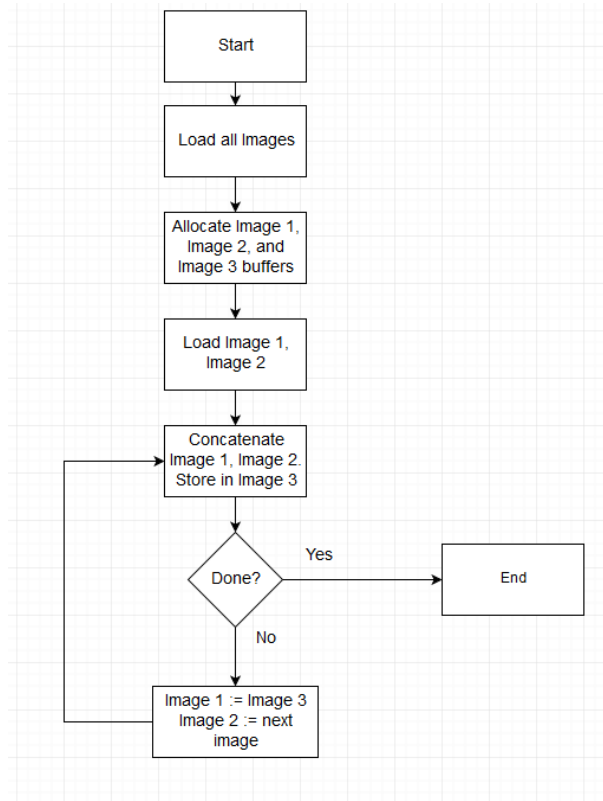 Start
Load all Images
Allocate Image 1,
Image 2, and
Image 3 buffers
Load Image 1,
Image 2
Concatenate
Image 1, Image 2.
Store in Image 3
Done?
Yes
End
No
Image 1 := Image 3
Image 2 := next
image